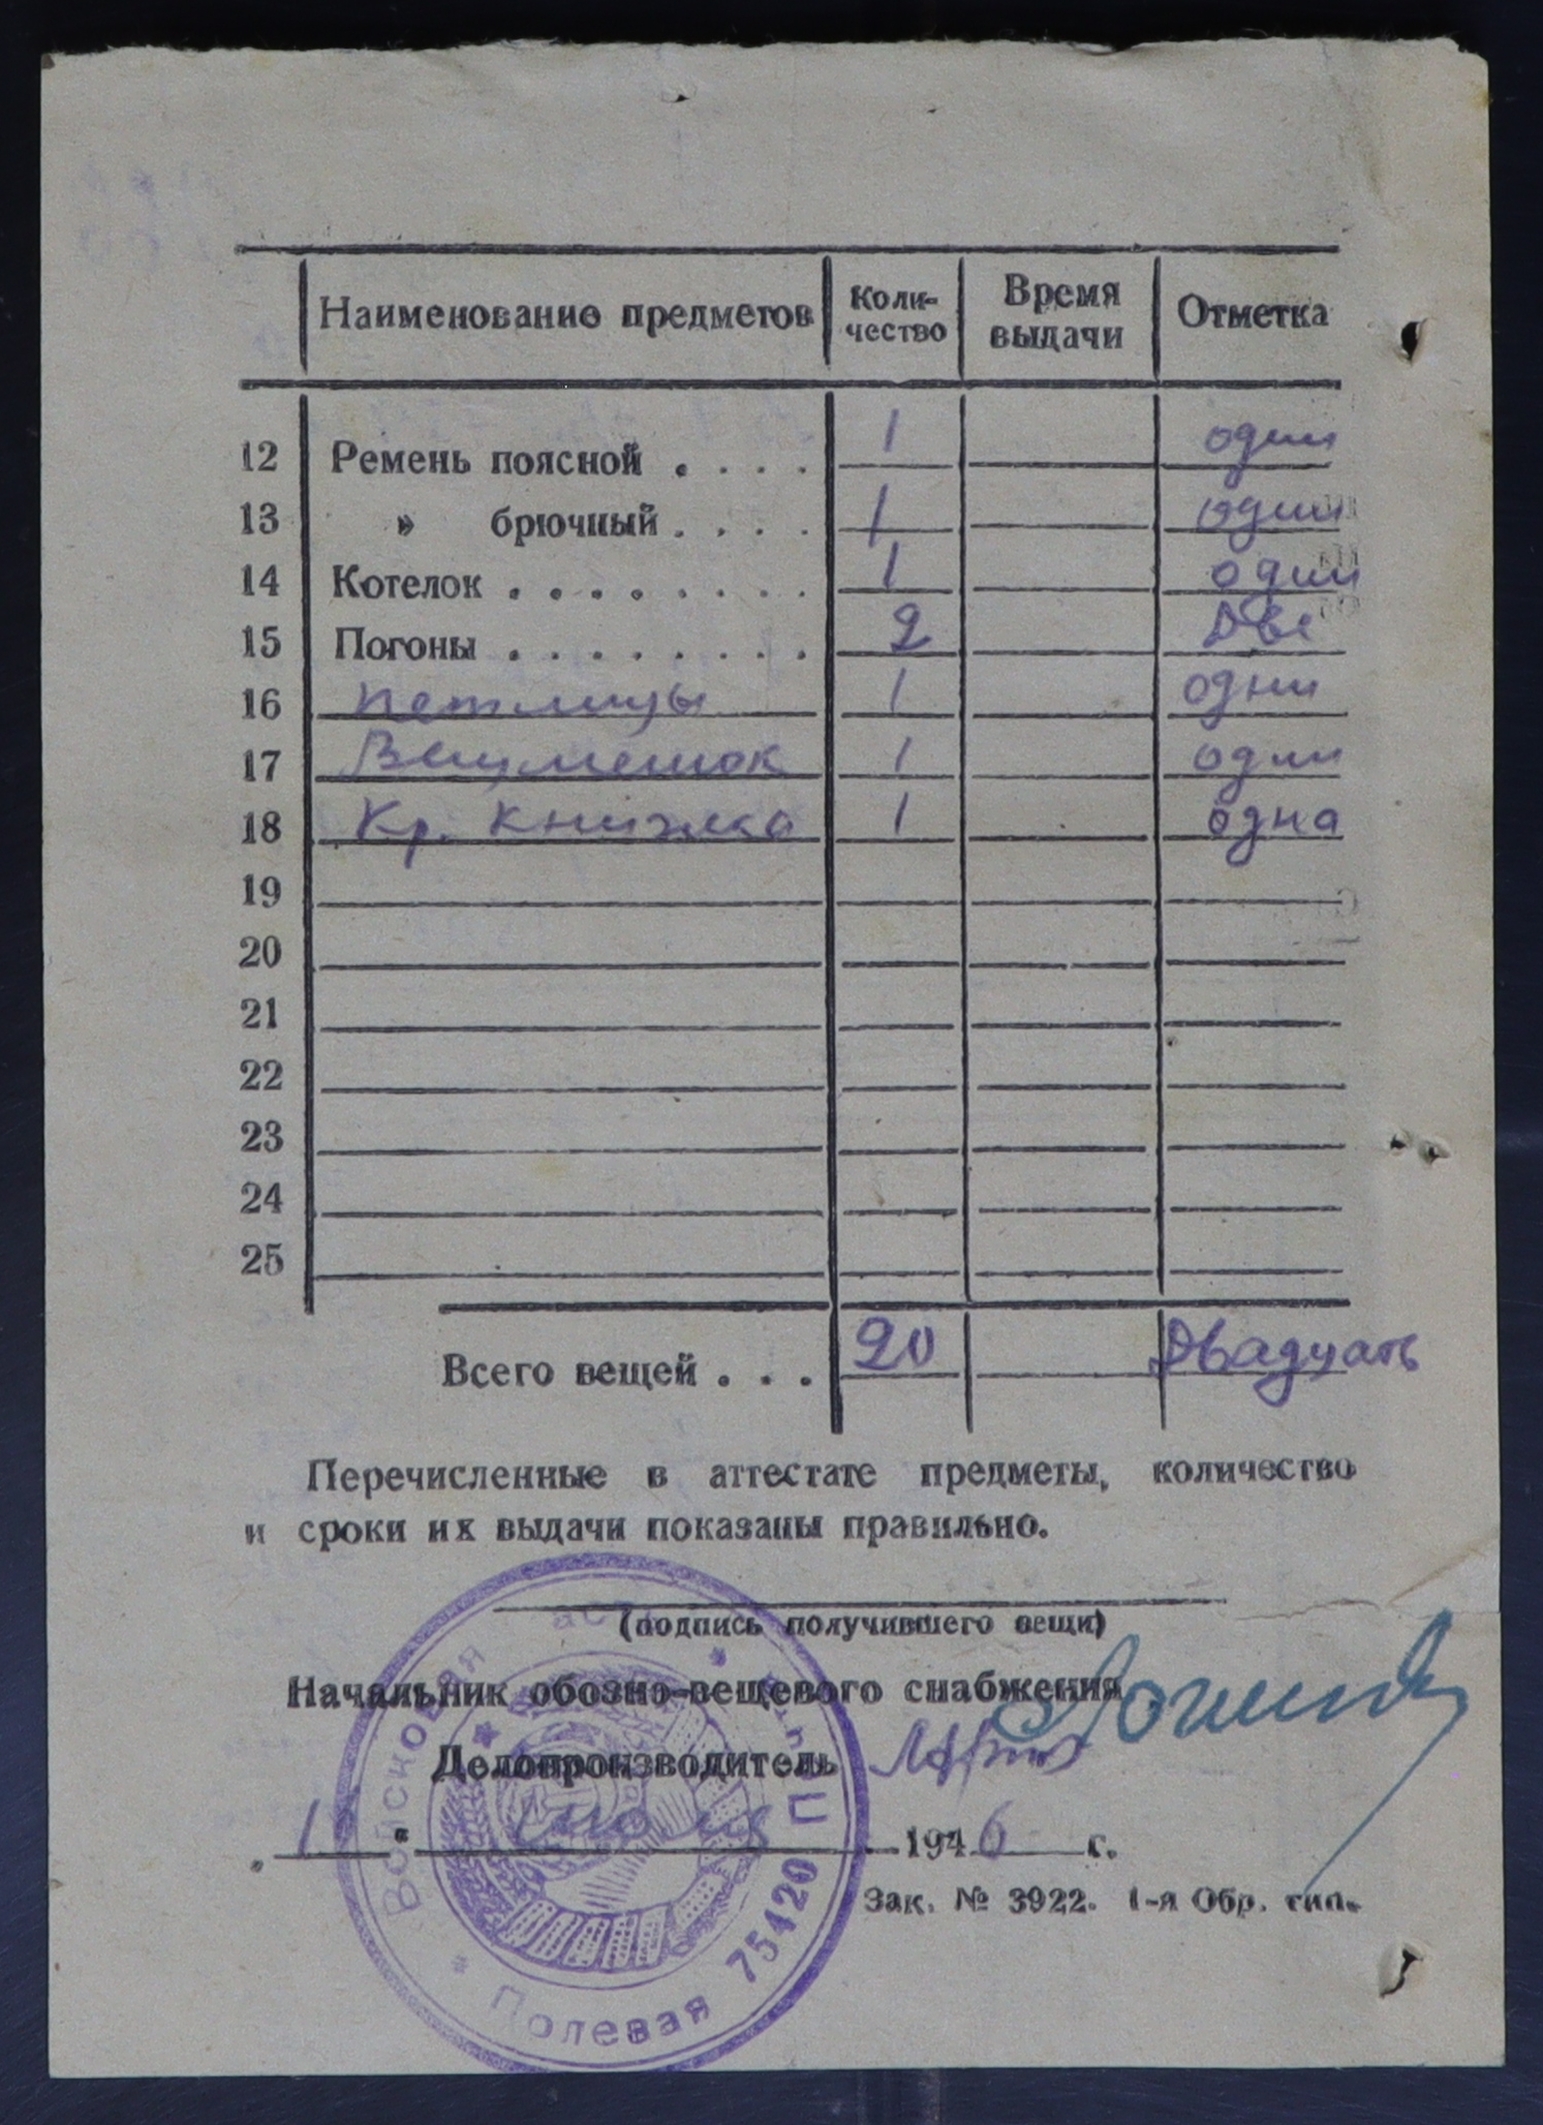 Наименование предметов Коли-чество Время выдачи Отметка
12 Ремень поясной . . . . 1 один
13 » брючный . . . . 1 один
14 Котелок . . . . . . . . 1 один
15 Погоны . . . . . . . . 2 Две
16 петлицы 1 одни
17 Вещмешок 1 один
18 Кр. книжка 1 одна
19
20
21
22
23
24
25
Всего вещей . . . 20 Двадцать
Перечисленные в аттестате предметы, количество
и сроки их выдачи показаны правильно.
(подпись получившего вещи)
Начальник обозно-вещевого снабжения
Делопроизводитель
„ 1 “ июля 1946 г.
Зак. № 3922. 1-я Обр. тип.
Войсковая часть * Полевая 75420